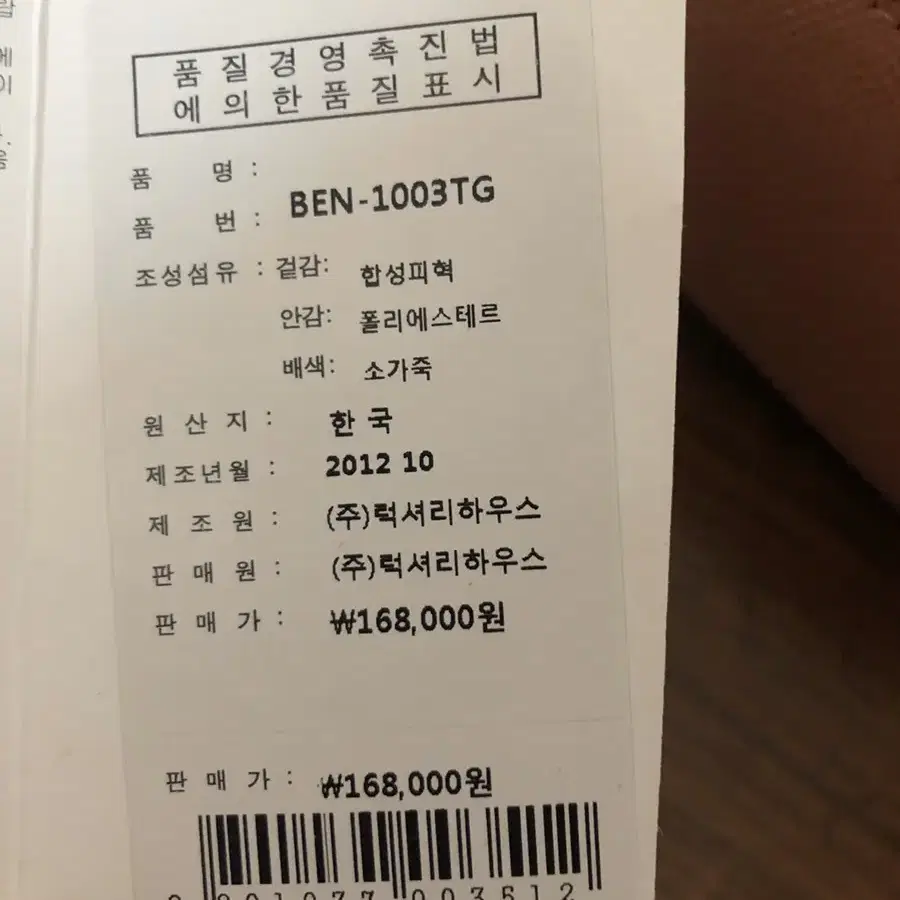 품질경영촉진법
에의한품질표시
품 명 :
품 번 : BEN-1003TG
조성섬유 : 겉감: 합성피혁
안감: 폴리에스테르
배색: 소가죽
원산지 : 한국
제조년월 : 2012 10
제조원 : (주)럭셔리하우스
판매원 : (주)럭셔리하우스
판매가 : ₩168,000원
판매가 : ₩168,000원